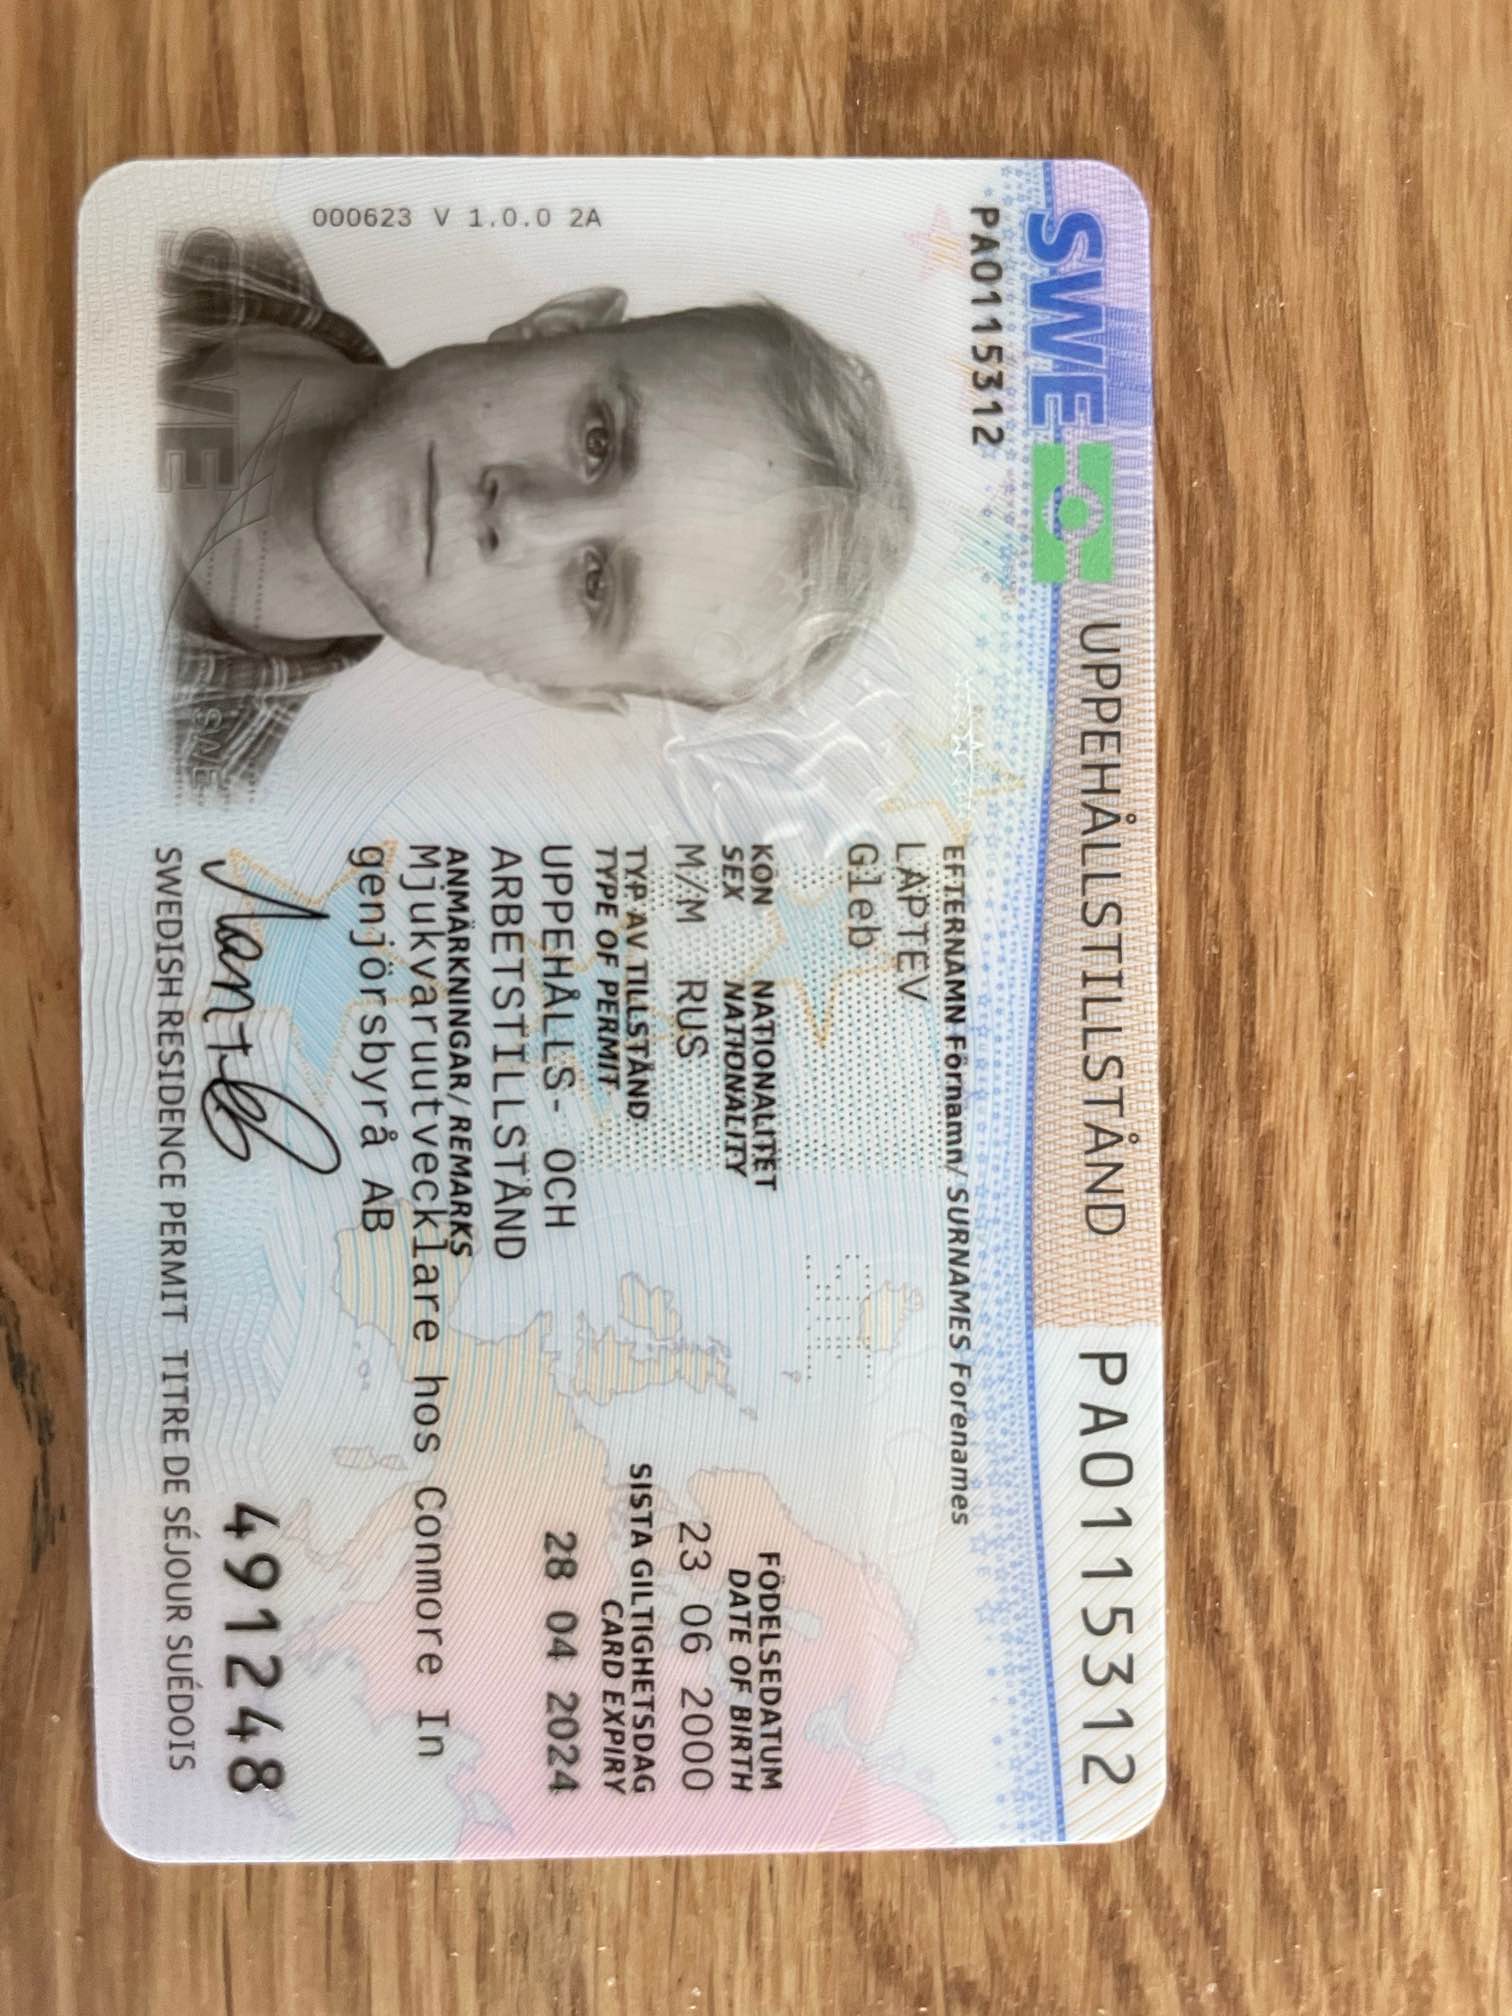 SWE UPPEHÅLLSTILLSTÅND PA0115312
PA0115312
EFTERNAMN Förnamn/ SURNAMES Forenames
LAPTEV
Gleb
KÖN NATIONALITET FÖDELSEDATUM
SEX NATIONALITY DATE OF BIRTH
M/M RUS 23 06 2000
TYP AV TILLSTÅND SISTA GILTIGHETSDAG
TYPE OF PERMIT CARD EXPIRY
UPPEHÅLLS- OCH 28 04 2024
ARBETSTILLSTÅND
ANMÄRKNINGAR/REMARKS
Mjukvaruutvecklare hos Conmore In
genjörsbyrå AB
491248
SWEDISH RESIDENCE PERMIT TITRE DE SÉJOUR SUÉDOIS
000623 V 1.0.0 2A
SWE
SWE